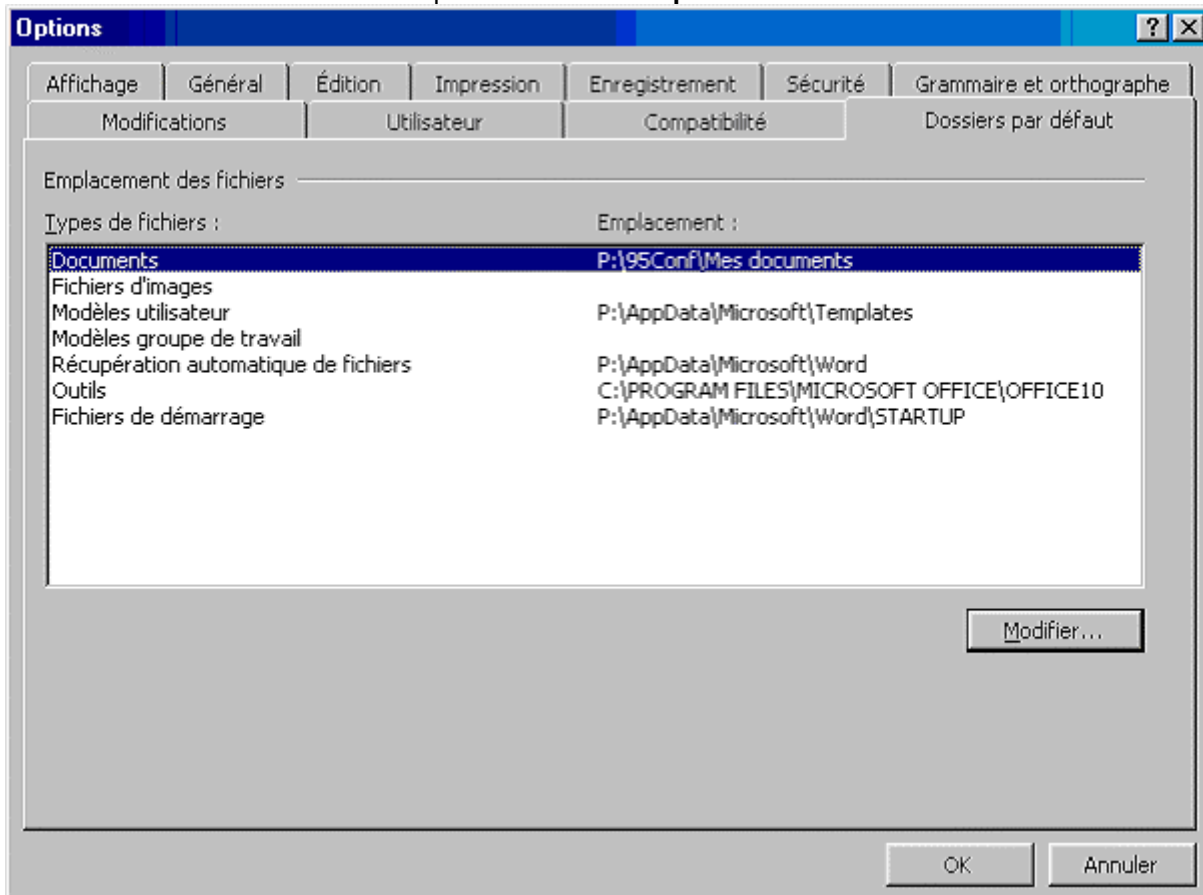 Options
Affichage Général Édition Impression Enregistrement Sécurité Grammaire et orthographe
Modifications Utilisateur Compatibilité Dossiers par défaut
Emplacement des fichiers
Types de fichiers : Emplacement :
Documents P:\95Conf\Mes documents
Fichiers d'images
Modèles utilisateur P:\AppData\Microsoft\Templates
Modèles groupe de travail
Récupération automatique de fichiers P:\AppData\Microsoft\Word
Outils C:\PROGRAM FILES\MICROSOFT OFFICE\OFFICE10
Fichiers de démarrage P:\AppData\Microsoft\Word\STARTUP
Modifier...
OK Annuler